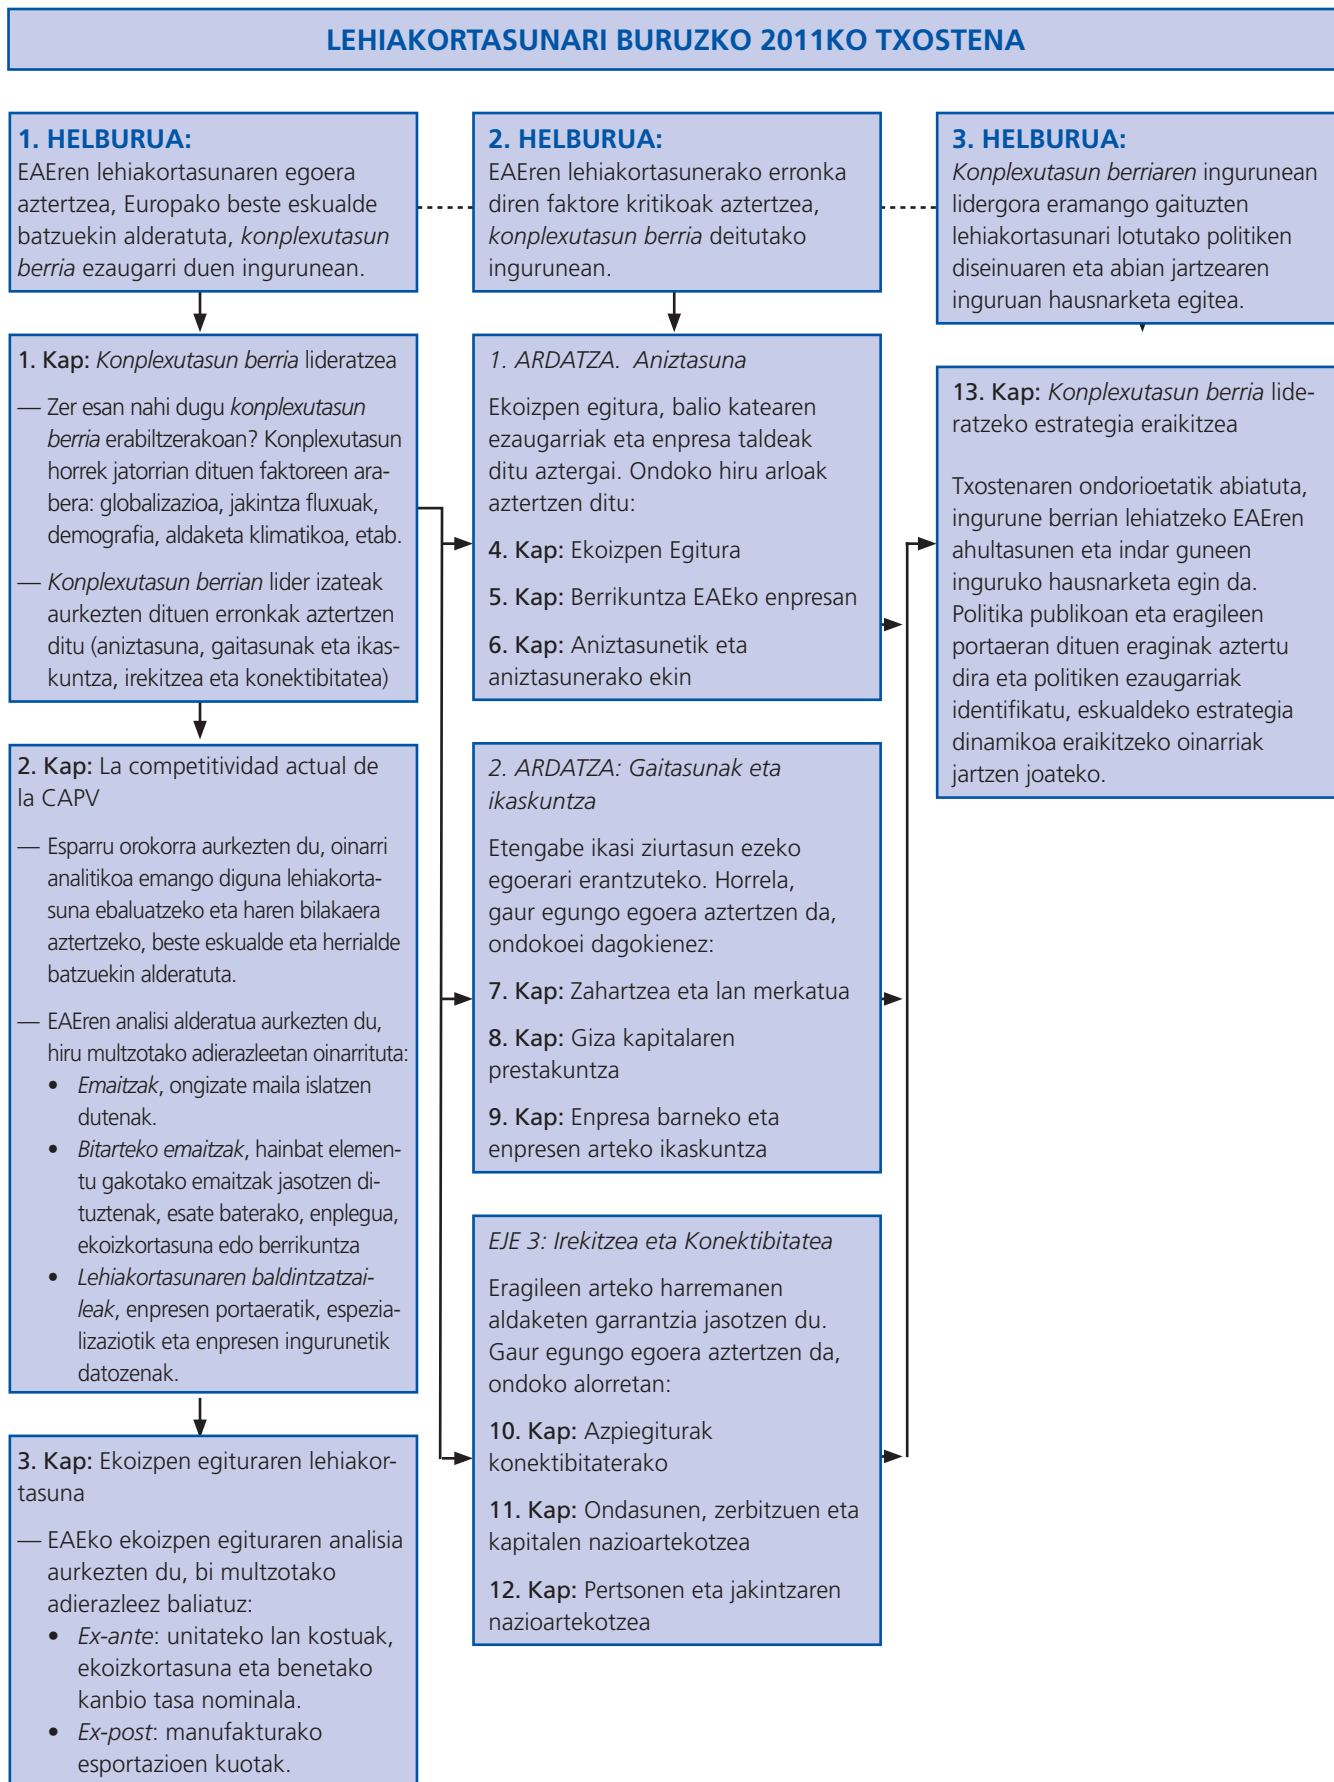 LEHIAKORTASUNARI BURUZKO 2011KO TXOSTENA
1. HELBURUA:
EAEren lehiakortasunaren egoera
aztertzea, Europako beste eskualde
batzuekin alderatuta, konplexutasun
berria ezaugarri duen ingurunean.
1. Kap: Konplexutasun berria lideratzea
— Zer esan nahi dugu konplexutasun
berria erabiltzerakoan? Konplexutasun
horrek jatorrian dituen faktoreen ara-
bera: globalizazioa, jakintza fluxuak,
demografia, aldaketa klimatikoa, etab.
— Konplexutasun berrian lider izateak
aurkezten dituen erronkak aztertzen
ditu (aniztasuna, gaitasunak eta ikas-
kuntza, irekitzea eta konektibitatea)
2. Kap: La competitividad actual de
la CAPV
— Esparru orokorra aurkezten du, oinarri
analitikoa emango diguna lehiakorta-
suna ebaluatzeko eta haren bilakaera
aztertzeko, beste eskualde eta herrialde
batzuekin alderatuta.
— EAEren analisi alderatua aurkezten du,
hiru multzotako adierazleetan oinarrituta:
• Emaitzak, ongizate maila islatzen
dutenak.
• Bitarteko emaitzak, hainbat elemen-
tu gakotako emaitzak jasotzen di-
tuztenak, esate baterako, enplegua,
ekoizkortasuna edo berrikuntza
• Lehiakortasunaren baldintzatzai-
leak, enpresen portaeratik, espezia-
lizaziotik eta enpresen ingurunetik
datozenak.
3. Kap: Ekoizpen egituraren lehiakor-
tasuna
— EAEko ekoizpen egituraren analisia
aurkezten du, bi multzotako
adierazleez baliatuz:
• Ex-ante: unitateko lan kostuak,
ekoizkortasuna eta benetako
kanbio tasa nominala.
• Ex-post: manufakturako
esportazioen kuotak.
2. HELBURUA:
EAEren lehiakortasunerako erronka
diren faktore kritikoak aztertzea,
konplexutasun berria deitutako
ingurunean.
1. ARDATZA. Aniztasuna
Ekoizpen egitura, balio katearen
ezaugarriak eta enpresa taldeak
ditu aztergai. Ondoko hiru arloak
aztertzen ditu:
4. Kap: Ekoizpen Egitura
5. Kap: Berrikuntza EAEko enpresan
6. Kap: Aniztasunetik eta
aniztasunerako ekin
2. ARDATZA: Gaitasunak eta
ikaskuntza
Etengabe ikasi ziurtasun ezeko
egoerari erantzuteko. Horrela,
gaur egungo egoera aztertzen da,
ondokoei dagokienez:
7. Kap: Zahartzea eta lan merkatua
8. Kap: Giza kapitalaren
prestakuntza
9. Kap: Enpresa barneko eta
enpresen arteko ikaskuntza
EJE 3: Irekitzea eta Konektibitatea
Eragileen arteko harremanen
aldaketen garrantzia jasotzen du.
Gaur egungo egoera aztertzen da,
ondoko alorretan:
10. Kap: Azpiegiturak
konektibitaterako
11. Kap: Ondasunen, zerbitzuen eta
kapitalen nazioartekotzea
12. Kap: Pertsonen eta jakintzaren
nazioartekotzea
3. HELBURUA:
Konplexutasun berriaren ingurunean
lidergora eramango gaituzten
lehiakortasunari lotutako politiken
diseinuaren eta abian jartzearen
inguruan hausnarketa egitea.
13. Kap: Konplexutasun berria lide-
ratzeko estrategia eraikitzea
Txostenaren ondorioetatik abiatuta,
ingurune berrian lehiatzeko EAEren
ahultasunen eta indar guneen
inguruko hausnarketa egin da.
Politika publikoan eta eragileen
portaeran dituen eraginak aztertu
dira eta politiken ezaugarriak
identifikatu, eskualdeko estrategia
dinamikoa eraikitzeko oinarriak
jartzen joateko.